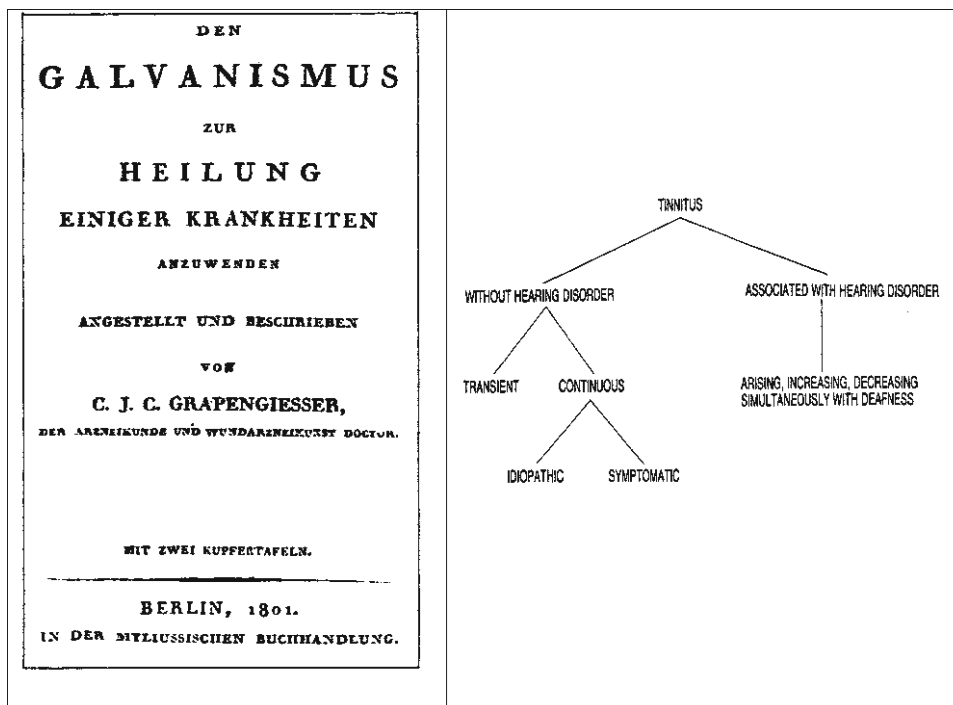 DEN
GALVANISMUS
ZUR
HEILUNG
EINIGER KRANKHEITEN
ANZUWENDEN
ANGESTELLT UND BESCHRIEBEN
VON
C. J. C. GRAPENGIESSER,
DER ARZNEIKUNDE UND WUNDARZNEIKUNST DOCTOR.
MIT ZWEI KUPFERTAFELN.
BERLIN, 1801.
IN DER MYLIUSSISCHEN BUCHHANDLUNG.
TINNITUS
WITHOUT HEARING DISORDER
ASSOCIATED WITH HEARING DISORDER
TRANSIENT
CONTINUOUS
ARISING, INCREASING, DECREASING
SIMULTANEOUSLY WITH DEAFNESS
IDIOPATHIC
SYMPTOMATIC